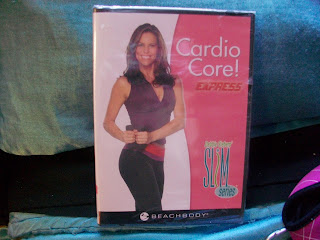 Cardio
Core!
EXPRESS
SLIM
series
BEACHBODY